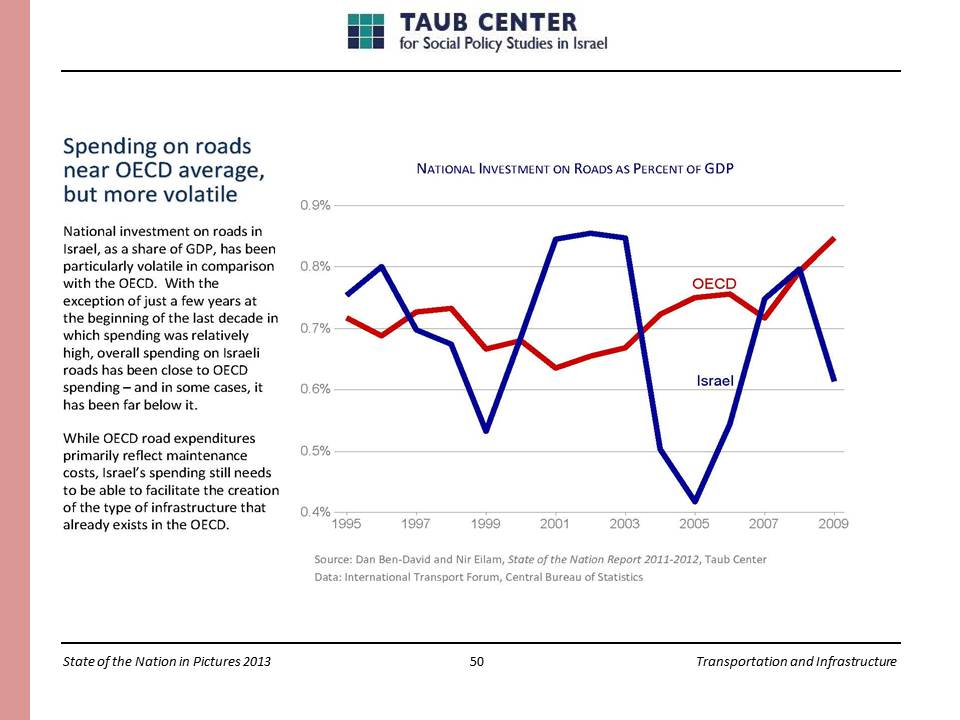 TAUB CENTER
for Social Policy Studies in Israel
Spending on roads
near OECD average,
but more volatile
National investment on roads in
Israel, as a share of GDP, has been
particularly volatile in comparison
with the OECD.  With the
exception of just a few years at
the beginning of the last decade in
which spending was relatively
high, overall spending on Israeli
roads has been close to OECD
spending – and in some cases, it
has been far below it.
While OECD road expenditures
primarily reflect maintenance
costs, Israel's spending still needs
to be able to facilitate the creation
of the type of infrastructure that
already exists in the OECD.
NATIONAL INVESTMENT ON ROADS AS PERCENT OF GDP
0.9%
0.8%
OECD
0.7%
Israel
0.6%
0.5%
0.4%
1995 1997 1999 2001 2003 2005 2007 2009
Source: Dan Ben-David and Nir Eilam, State of the Nation Report 2011-2012, Taub Center
Data: International Transport Forum, Central Bureau of Statistics
State of the Nation in Pictures 2013 50 Transportation and Infrastructure